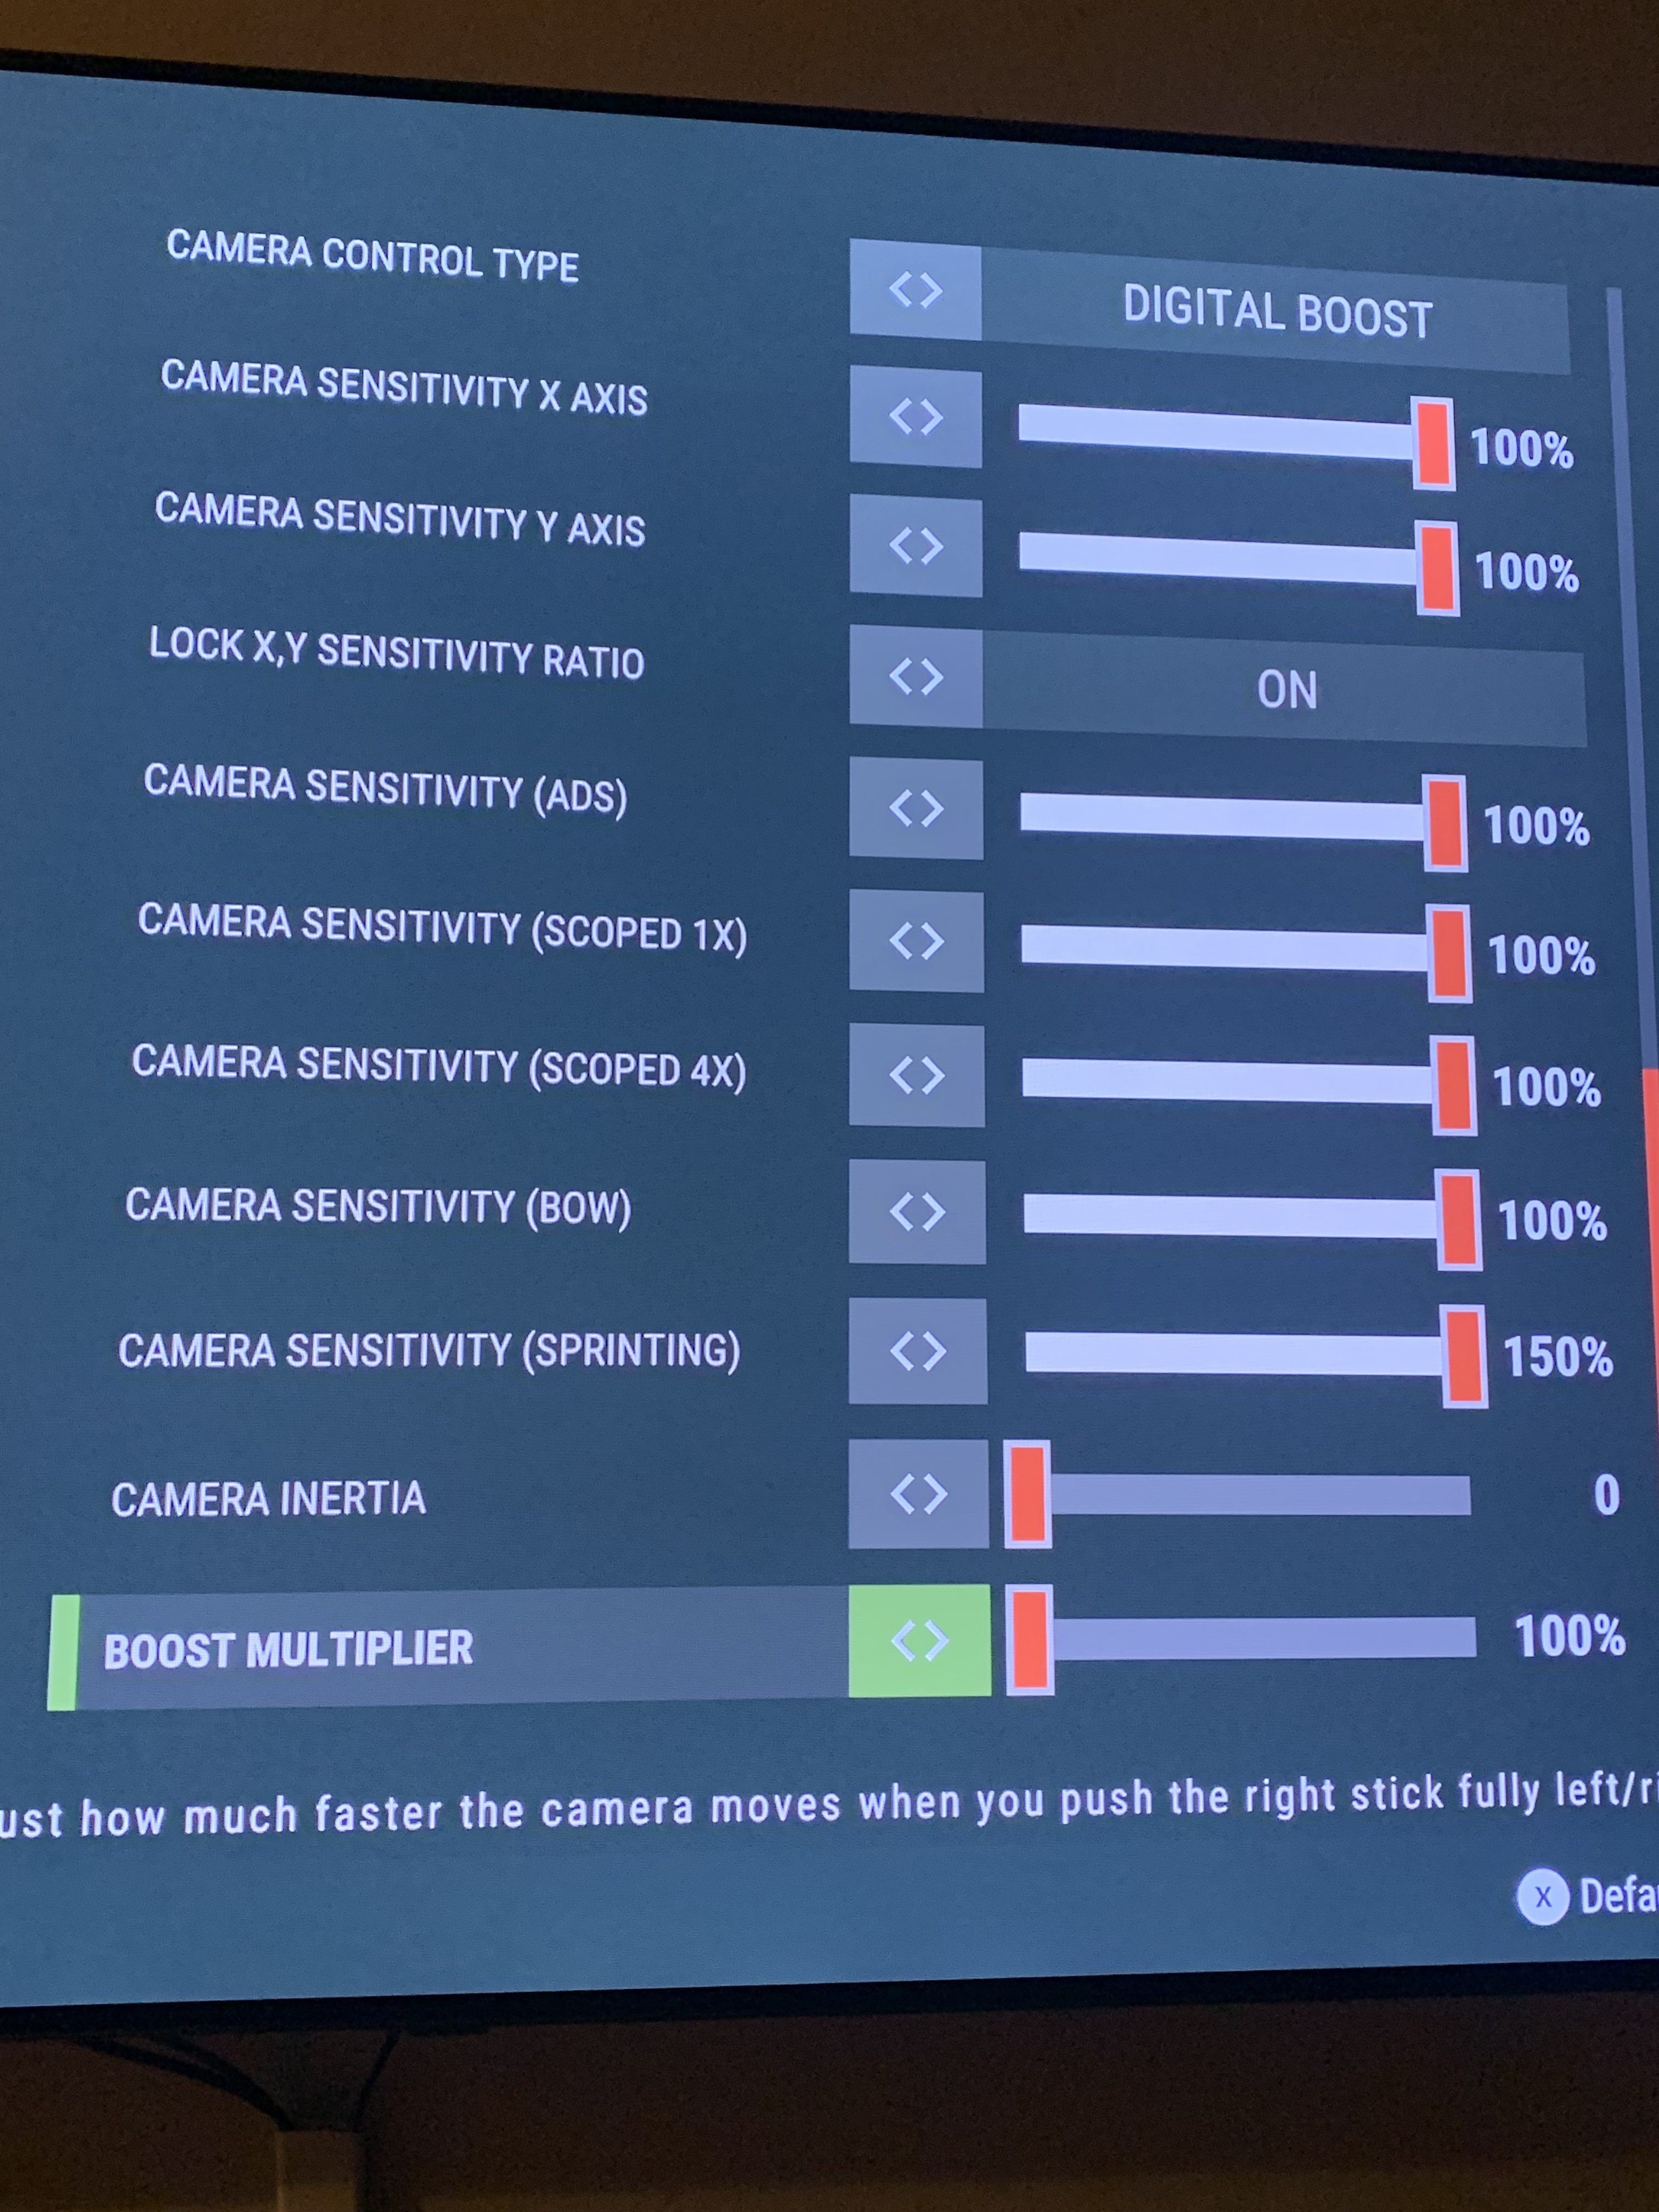 CAMERA CONTROL TYPE <> DIGITAL BOOST
CAMERA SENSITIVITY X AXIS <> 100%
CAMERA SENSITIVITY Y AXIS <> 100%
LOCK X,Y SENSITIVITY RATIO <> ON
CAMERA SENSITIVITY (ADS) <> 100%
CAMERA SENSITIVITY (SCOPED 1X) <> 100%
CAMERA SENSITIVITY (SCOPED 4X) <> 100%
CAMERA SENSITIVITY (BOW) <> 100%
CAMERA SENSITIVITY (SPRINTING) <> 150%
CAMERA INERTIA <> 0
BOOST MULTIPLIER <> 100%
ust how much faster the camera moves when you push the right stick fully left/ri
X Defa